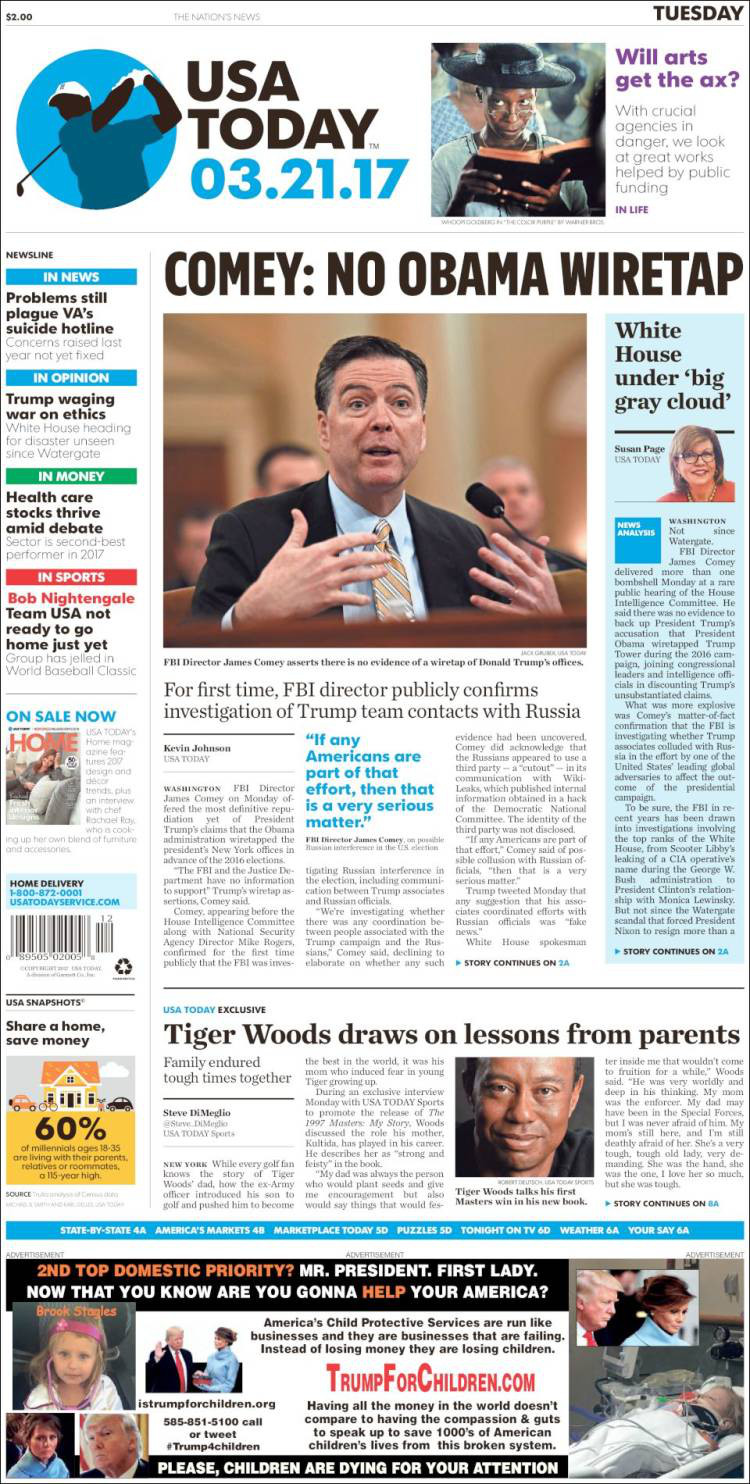 $2.00
THE NATION'S NEWS
TUESDAY
USA
TODAY™
03.21.17
WHOOPI GOLDBERG IN "THE COLOR PURPLE" BY WARNER BROS.
Will arts
get the ax?
With crucial
agencies in
danger, we look
at great works
helped by public
funding
IN LIFE
NEWSLINE
IN NEWS
Problems still
plague VA's
suicide hotline
Concerns raised last
year not yet fixed
IN OPINION
Trump waging
war on ethics
White House heading
for disaster unseen
since Watergate
IN MONEY
Health care
stocks thrive
amid debate
Sector is second-best
performer in 2017
IN SPORTS
Bob Nightengale
Team USA not
ready to go
home just yet
Group has jelled in
World Baseball Classic
ON SALE NOW
HOME
Fresh
USA TODAY's
Home mag-
azine fea-
tures 2017
design and
décor
trends, plus
an interview
with chef
Rachael Ray,
who is cook-
ing up her own blend of furniture
and accessories.
HOME DELIVERY
1-800-872-0001
USATODAYSERVICE.COM
©COPYRIGHT 2017 USA TODAY,
A division of Gannett Co., Inc.
USA SNAPSHOTS®
Share a home,
save money
60%
of millennials ages 18-35
are living with their parents,
relatives or roommates,
a 115-year high.
SOURCE Trulia analysis of Census data
MICHAEL B. SMITH AND KARL GELLES, USA TODAY
COMEY: NO OBAMA WIRETAP
JACK GRUBER, USA TODAY
FBI Director James Comey asserts there is no evidence of a wiretap of Donald Trump's offices.
For first time, FBI director publicly confirms
investigation of Trump team contacts with Russia
Kevin Johnson
USA TODAY
WASHINGTON FBI Director
James Comey on Monday of-
fered the most definitive repu-
diation yet of President
Trump's claims that the Obama
administration wiretapped the
president's New York offices in
advance of the 2016 elections.
"The FBI and the Justice De-
partment have no information
to support" Trump's wiretap as-
sertions, Comey said.
Comey, appearing before the
House Intelligence Committee
along with National Security
Agency Director Mike Rogers,
confirmed for the first time
publicly that the FBI was inves-
"If any
Americans are
part of that
effort, then that
is a very serious
matter."
FBI Director James Comey, on possible
Russian interference in the U.S. election
tigating Russian interference in
the election, including communi-
cation between Trump associates
and Russian officials.
"We're investigating whether
there was any coordination be-
tween people associated with the
Trump campaign and the Rus-
sians," Comey said, declining to
elaborate on whether any such
evidence had been uncovered.
Comey did acknowledge that
the Russians appeared to use a
third party — a "cutout" — in its
communication with Wiki-
Leaks, which published internal
information obtained in a hack
of the Democratic National
Committee. The identity of the
third party was not disclosed.
"If any Americans are part of
that effort," Comey said of pos-
sible collusion with Russian of-
ficials, "then that is a very
serious matter."
Trump tweeted Monday that
any suggestion that his asso-
ciates coordinated efforts with
Russian officials was "fake
news."
White House spokesman
STORY CONTINUES ON 2A
White
House
under 'big
gray cloud'
Susan Page
USA TODAY
NEWS
ANALYSIS
WASHINGTON
Not since
Watergate.
FBI Director
James Comey
delivered more than one
bombshell Monday at a rare
public hearing of the House
Intelligence Committee. He
said there was no evidence to
back up President Trump's
accusation that President
Obama wiretapped Trump
Tower during the 2016 cam-
paign, joining congressional
leaders and intelligence offi-
cials in discounting Trump's
unsubstantiated claims.
What was more explosive
was Comey's matter-of-fact
confirmation that the FBI is
investigating whether Trump
associates colluded with Rus-
sia in the effort by one of the
United States' leading global
adversaries to affect the out-
come of the presidential
campaign.
To be sure, the FBI in re-
cent years has been drawn
into investigations involving
the top ranks of the White
House, from Scooter Libby's
leaking of a CIA operative's
name during the George W.
Bush administration to
President Clinton's relation-
ship with Monica Lewinsky.
But not since the Watergate
scandal that forced President
Nixon to resign more than a
STORY CONTINUES ON 2A
USA TODAY EXCLUSIVE
Tiger Woods draws on lessons from parents
Family endured
tough times together
Steve DiMeglio
@Steve_DiMeglio
USA TODAY Sports
NEW YORK While every golf fan
knows the story of Tiger
Woods' dad, how the ex-Army
officer introduced his son to
golf and pushed him to become
the best in the world, it was his
mom who induced fear in young
Tiger growing up.
During an exclusive interview
Monday with USA TODAY Sports
to promote the release of The
1997 Masters: My Story, Woods
discussed the role his mother,
Kultida, has played in his career.
He describes her as "strong and
feisty" in the book.
"My dad was always the person
who would plant seeds and give
me encouragement but also
would say things that would fes-
ROBERT DEUTSCH, USA TODAY SPORTS
Tiger Woods talks his first
Masters win in his new book.
ter inside me that wouldn't come
to fruition for a while," Woods
said. "He was very worldly and
deep in his thinking. My mom
was the enforcer. My dad may
have been in the Special Forces,
but I was never afraid of him. My
mom's still here, and I'm still
deathly afraid of her. She's a very
tough, tough old lady, very de-
manding. She was the hand, she
was the one, I love her so much,
but she was tough.
STORY CONTINUES ON 8A
STATE-BY-STATE 4A AMERICA'S MARKETS 4B MARKETPLACE TODAY 5D PUZZLES 5D TONIGHT ON TV 6D WEATHER 6A YOUR SAY 6A
ADVERTISEMENT ADVERTISEMENT ADVERTISEMENT
2ND TOP DOMESTIC PRIORITY? MR. PRESIDENT. FIRST LADY.
NOW THAT YOU KNOW ARE YOU GONNA HELP YOUR AMERICA?
Brook Stagles
America's Child Protective Services are run like
businesses and they are businesses that are failing.
Instead of losing money they are losing children.
TRUMPFORCHILDREN.COM
istrumpforchildren.org
585-851-5100 call
or tweet
#Trump4children
Having all the money in the world doesn't
compare to having the compassion & guts
to speak up to save 1000's of American
children's lives from this broken system.
PLEASE, CHILDREN ARE DYING FOR YOUR ATTENTION